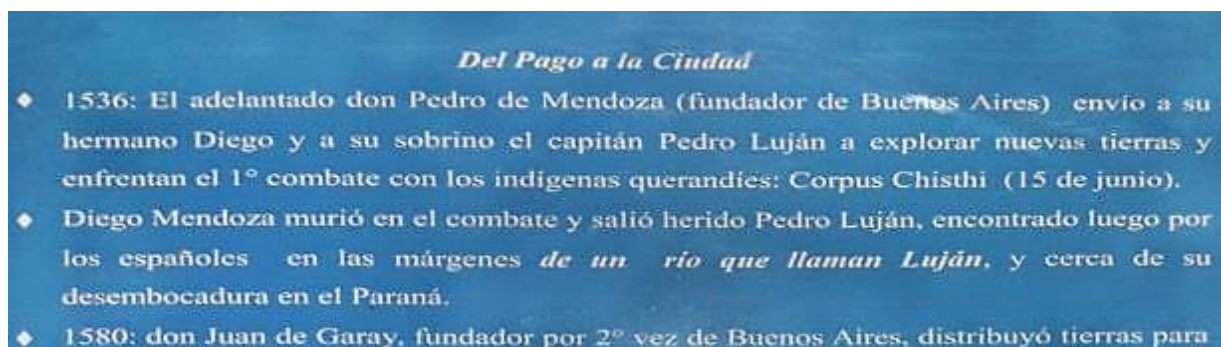 Del Pago a la Ciudad
◆ 1536: El adelantado don Pedro de Mendoza (fundador de Buenos Aires) envío a su
hermano Diego y a su sobrino el capitán Pedro Luján a explorar nuevas tierras y
enfrentan el 1° combate con los indígenas querandíes: Corpus Chisthi (15 de junio).
◆ Diego Mendoza murió en el combate y salió herido Pedro Luján, encontrado luego por
los españoles en las márgenes de un río que llaman Luján, y cerca de su
desembocadura en el Paraná.
◆ 1580: don Juan de Garay, fundador por 2° vez de Buenos Aires, distribuyó tierras para